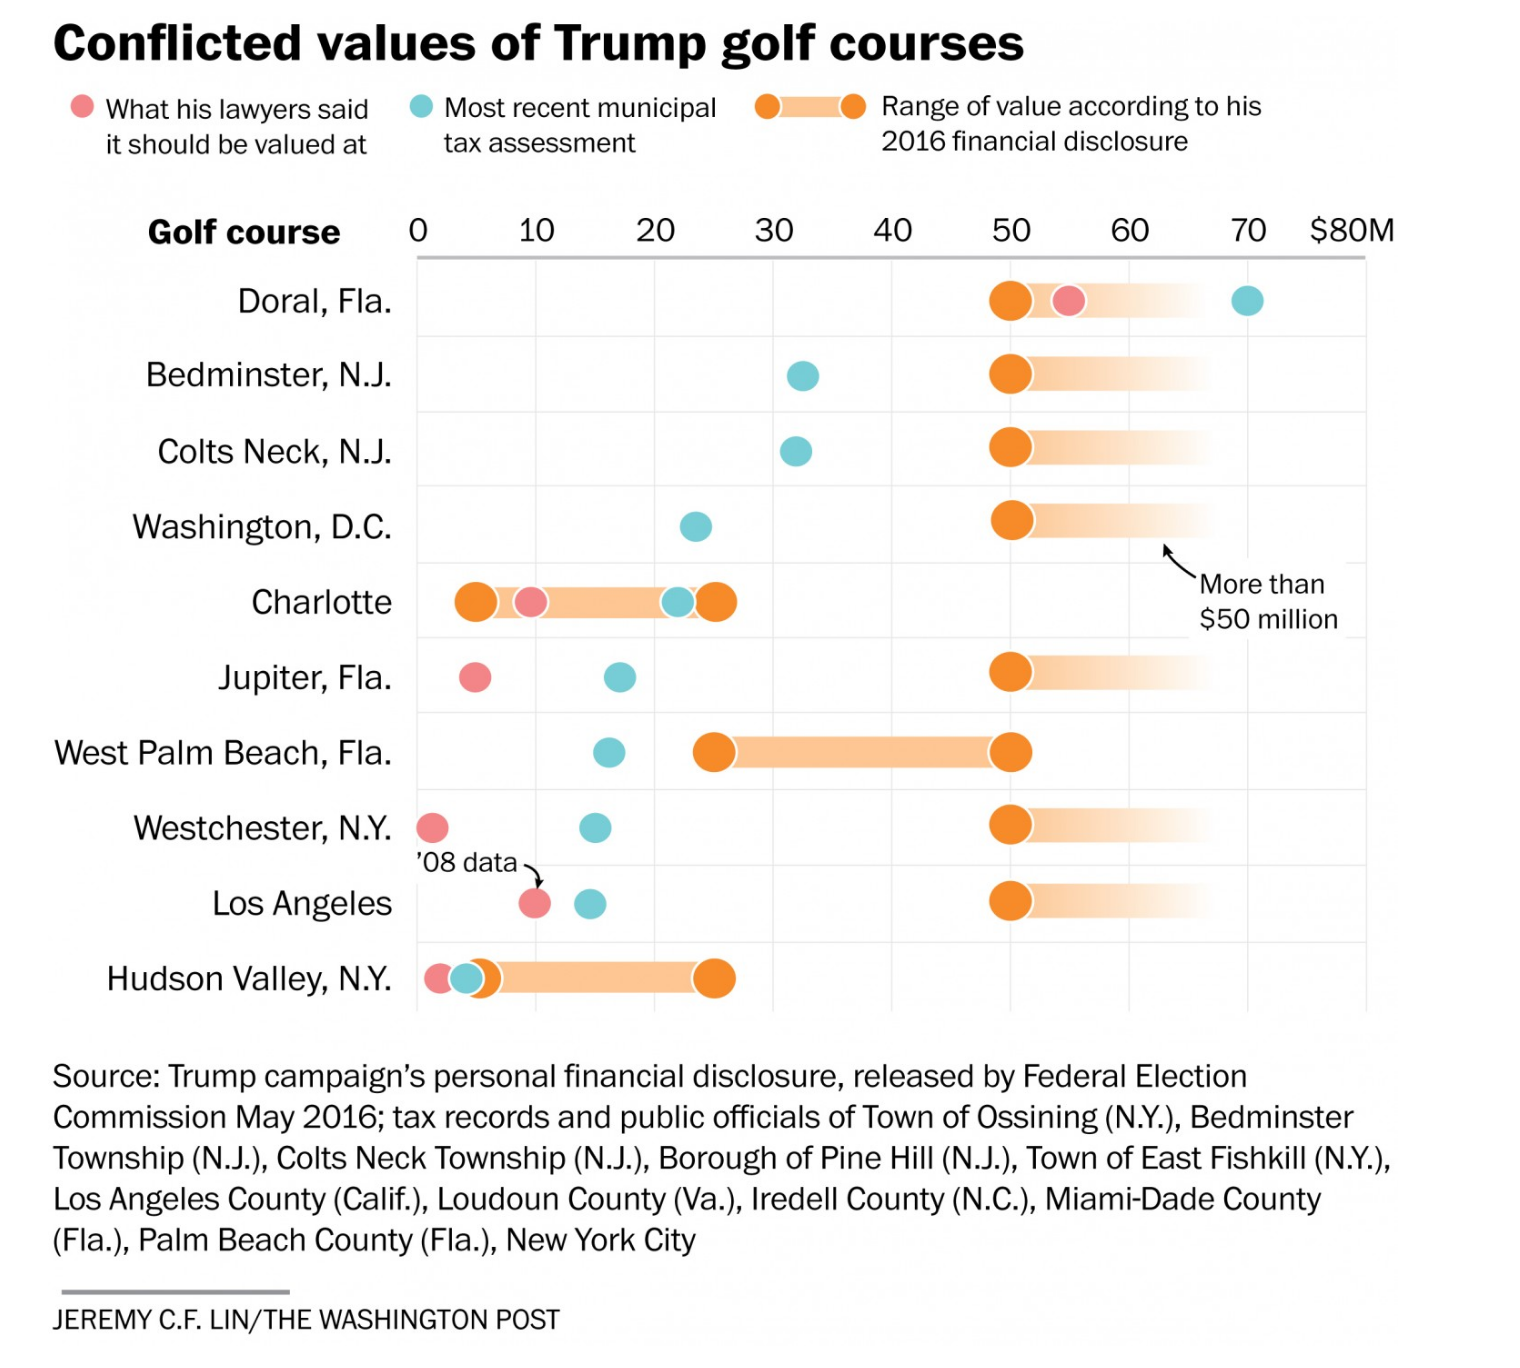 Conflicted values of Trump golf courses
What his lawyers said
it should be valued at
Most recent municipal
tax assessment
Range of value according to his
2016 financial disclosure
Golf course 0 10 20 30 40 50 60 70 $80M
Doral, Fla.
Bedminster, N.J.
Colts Neck, N.J.
Washington, D.C.
More than
$50 million
Charlotte
Jupiter, Fla.
West Palm Beach, Fla.
Westchester, N.Y.
’08 data
Los Angeles
Hudson Valley, N.Y.
Source: Trump campaign’s personal financial disclosure, released by Federal Election
Commission May 2016; tax records and public officials of Town of Ossining (N.Y.), Bedminster
Township (N.J.), Colts Neck Township (N.J.), Borough of Pine Hill (N.J.), Town of East Fishkill (N.Y.),
Los Angeles County (Calif.), Loudoun County (Va.), Iredell County (N.C.), Miami-Dade County
(Fla.), Palm Beach County (Fla.), New York City
JEREMY C.F. LIN/THE WASHINGTON POST